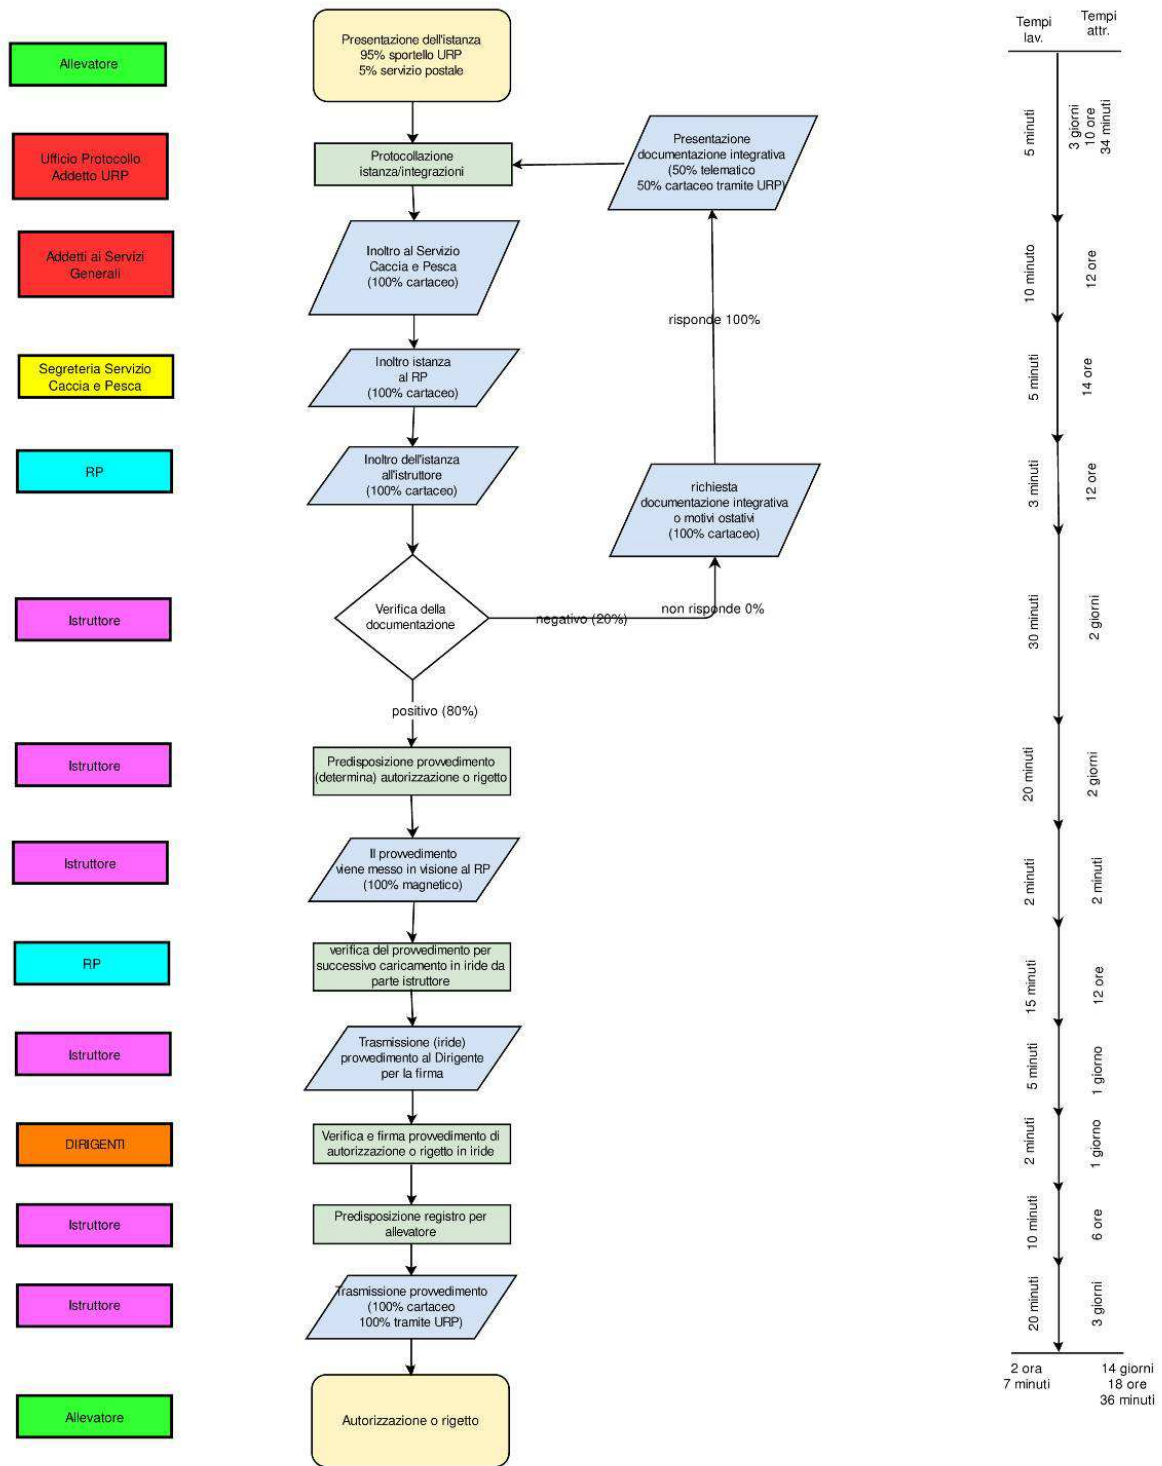 Tempi
lav.
Tempi
attr.
Allevatore
Presentazione dell'istanza
95% sportello URP
5% servizio postale
5 minuti
3 giorni
10 ore
34 minuti
Ufficio Protocollo
Addetto URP
Protocollazione
istanza/integrazioni
Presentazione
documentazione integrativa
(50% telematico
50% cartaceo tramite URP)
Addetti ai Servizi
Generali
Inoltro al Servizio
Caccia e Pesca
(100% cartaceo)
10 minuto
12 ore
risponde 100%
Segreteria Servizio
Caccia e Pesca
Inoltro istanza
al RP
(100% cartaceo)
5 minuti
14 ore
RP
Inoltro dell'istanza
all'istruttore
(100% cartaceo)
richiesta
documentazione integrativa
o motivi ostativi
(100% cartaceo)
3 minuti
12 ore
Istruttore
Verifica della
documentazione
negativo (20%)
non risponde 0%
30 minuti
2 giorni
positivo (80%)
Istruttore
Predisposizione provvedimento
(determina) autorizzazione o rigetto
20 minuti
2 giorni
Istruttore
Il provvedimento
viene messo in visione al RP
(100% magnetico)
2 minuti
2 minuti
RP
verifica del provvedimento per
successivo caricamento in iride da
parte istruttore
15 minuti
12 ore
Istruttore
Trasmissione (iride)
provvedimento al Dirigente
per la firma
5 minuti
1 giorno
DIRIGENTI
Verifica e firma provvedimento di
autorizzazione o rigetto in iride
2 minuti
1 giorno
Istruttore
Predisposizione registro per
allevatore
10 minuti
6 ore
Istruttore
Trasmissione provvedimento
(100% cartaceo
100% tramite URP)
20 minuti
3 giorni
2 ora
7 minuti
14 giorni
18 ore
36 minuti
Allevatore
Autorizzazione o rigetto